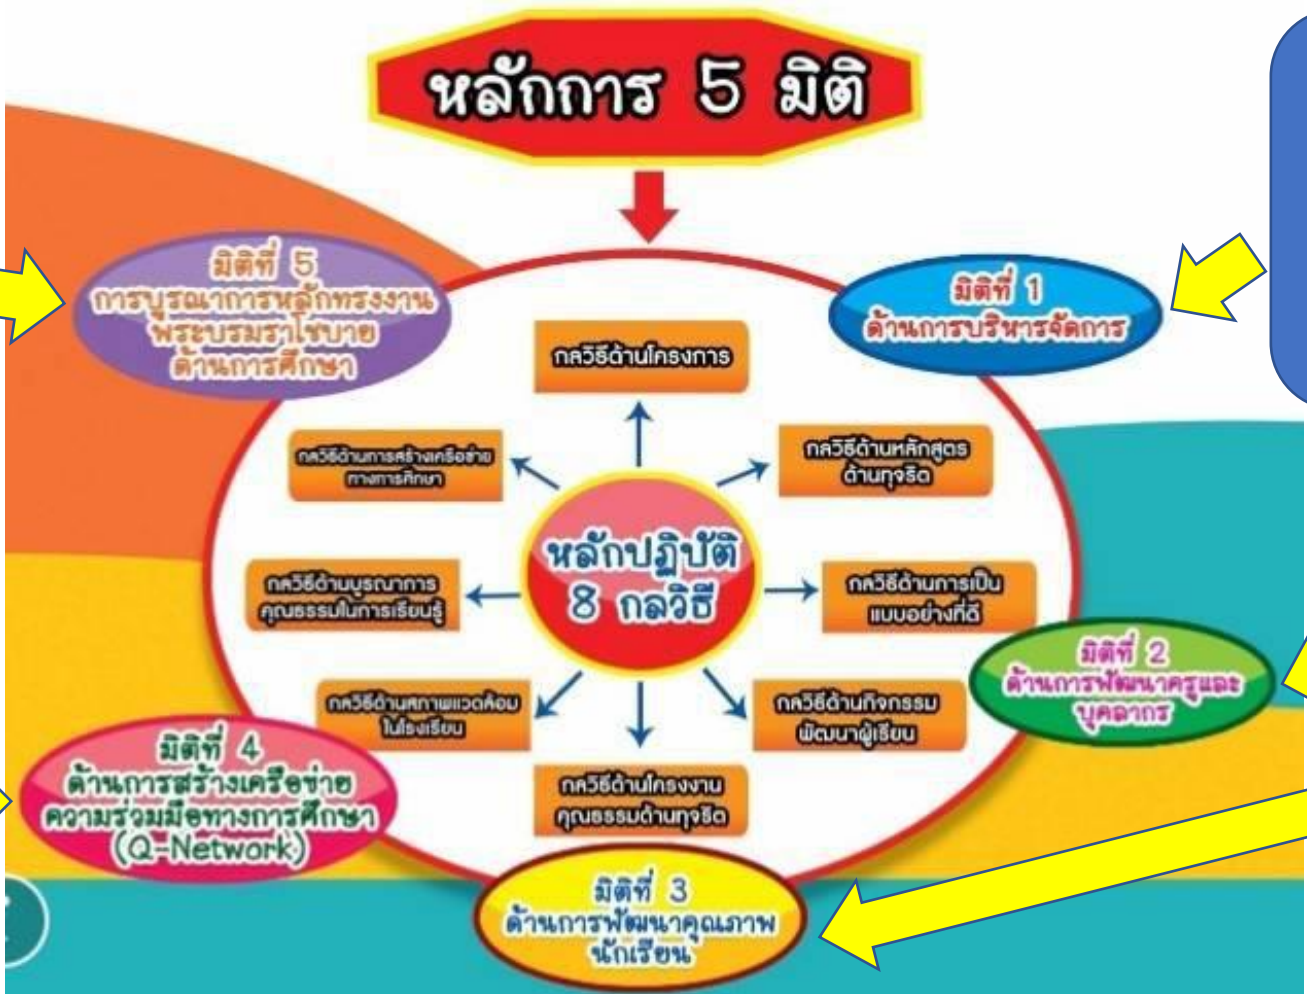 หลักการ 5 มิติ
มิติที่ 5
การบูรณาการหลักทรงงาน
พระบรมราโชบาย
ด้านการศึกษา
มิติที่ 1
ด้านการบริหารจัดการ
กลวิธีด้านโครงการ
กลวิธีด้านการสร้างเครือข่าย
ทางการศึกษา
กลวิธีด้านหลักสูตร
ต้านทุจริต
หลักปฏิบัติ
8 กลวิธี
กลวิธีด้านบูรณาการ
คุณธรรมในการเรียนรู้
กลวิธีด้านการเป็น
แบบอย่างที่ดี
มิติที่ 2
ด้านการพัฒนาครูและ
บุคลากร
กลวิธีด้านสภาพแวดล้อม
ในโรงเรียน
กลวิธีด้านกิจกรรม
พัฒนาผู้เรียน
มิติที่ 4
ด้านการสร้างเครือข่าย
ความร่วมมือทางการศึกษา
(Q-Network)
กลวิธีด้านโครงงาน
คุณธรรมต้านทุจริต
มิติที่ 3
ด้านการพัฒนาคุณภาพ
นักเรียน